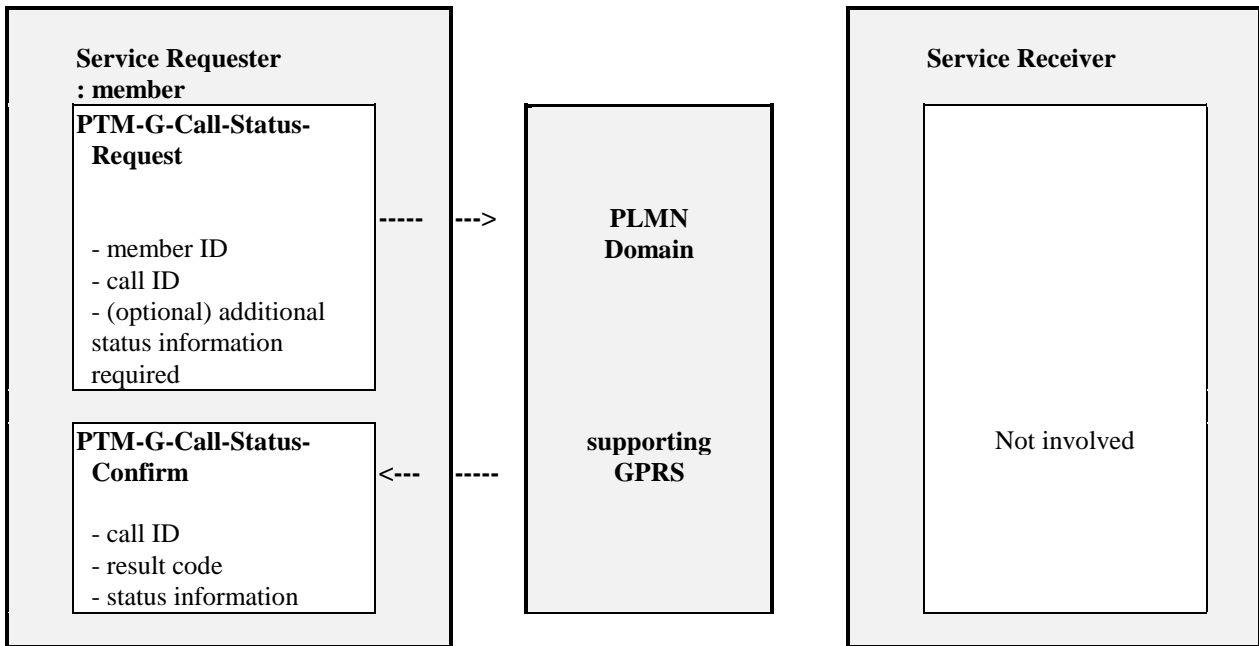 Service Requester
: member
PTM-G-Call-Status-
Request
- member ID
- call ID
- (optional) additional
status information
required
PTM-G-Call-Status-
Confirm
- call ID
- result code
- status information
----- --->
<--- -----
PLMN
Domain
supporting
GPRS
Service Receiver
Not involved